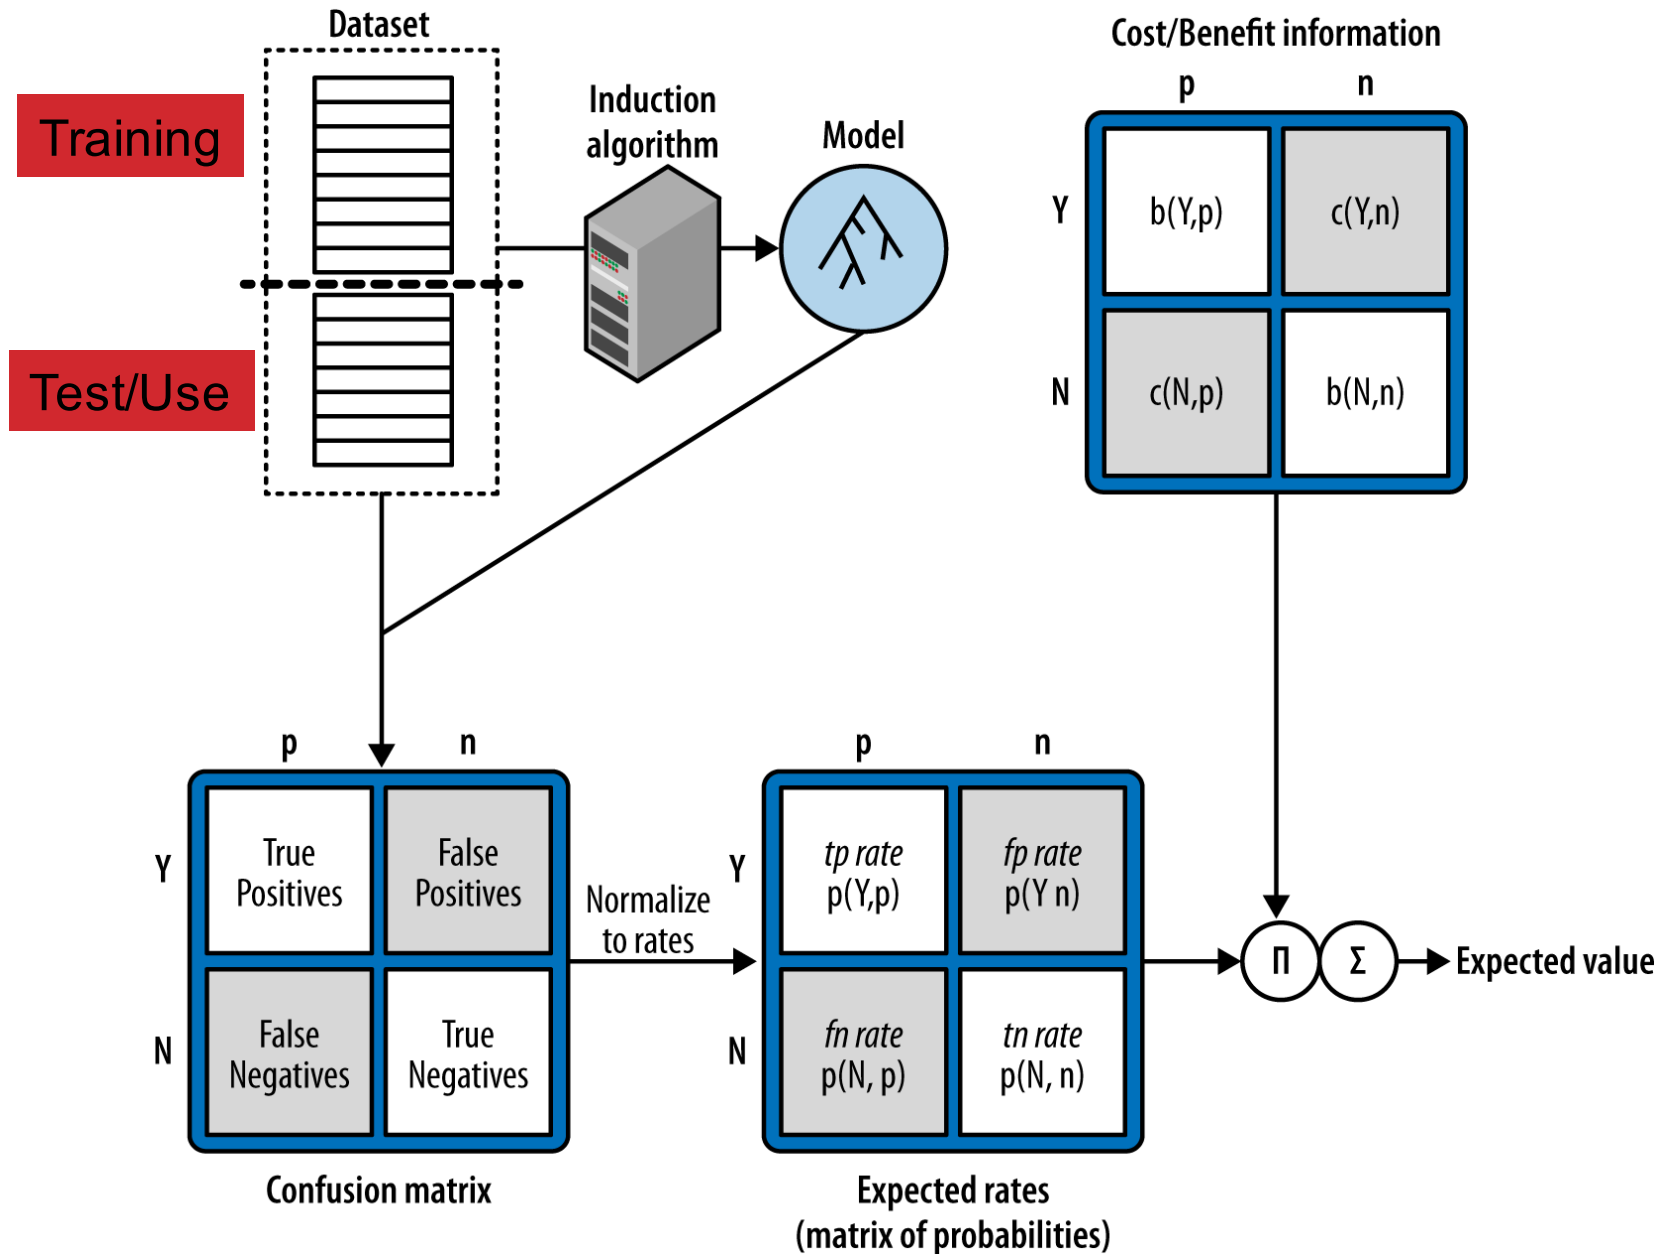 Dataset
Training
Test/Use
Induction
algorithm
Model
Cost/Benefit information
p n
Y b(Y,p) c(Y,n)
N c(N,p) b(N,n)
p n
Y
True
Positives
False
Positives
N
False
Negatives
True
Negatives
Confusion matrix
Normalize
to rates
p n
Y
tp rate
p(Y,p)
fp rate
p(Y n)
N
fn rate
p(N, p)
tn rate
p(N, n)
Expected rates
(matrix of probabilities)
Π Σ
Expected value